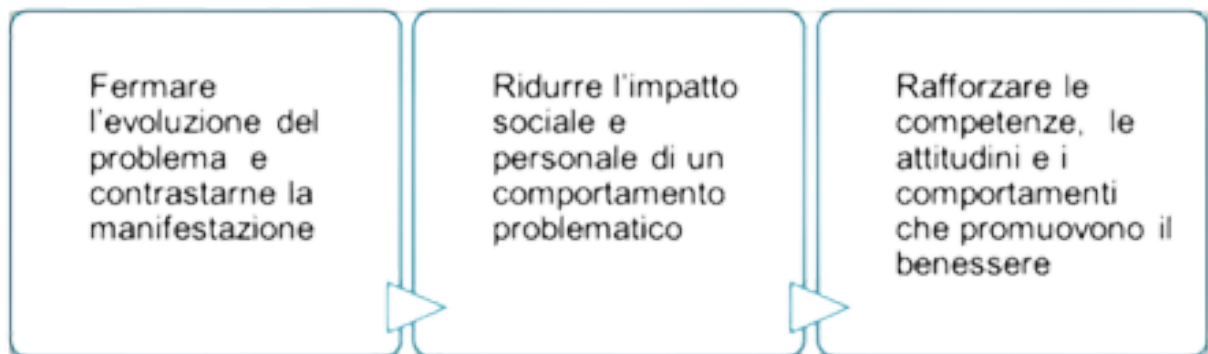 Fermare
l'evoluzione del
problema e
contrastarne la
manifestazione
Ridurre l'impatto
sociale e
personale di un
comportamento
problematico
Rafforzare le
competenze, le
attitudini e i
comportamenti
che promuovono il
benessere